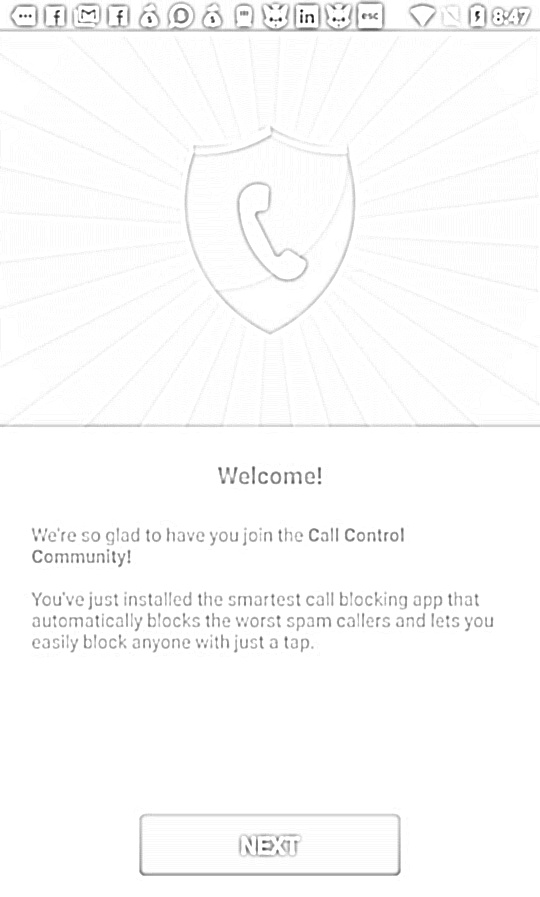 in esc 8:47
Welcome!
We're so glad to have you join the Call Control
Community!
You've just installed the smartest call blocking app that
automatically blocks the worst spam callers and lets you
easily block anyone with just a tap.
NEXT